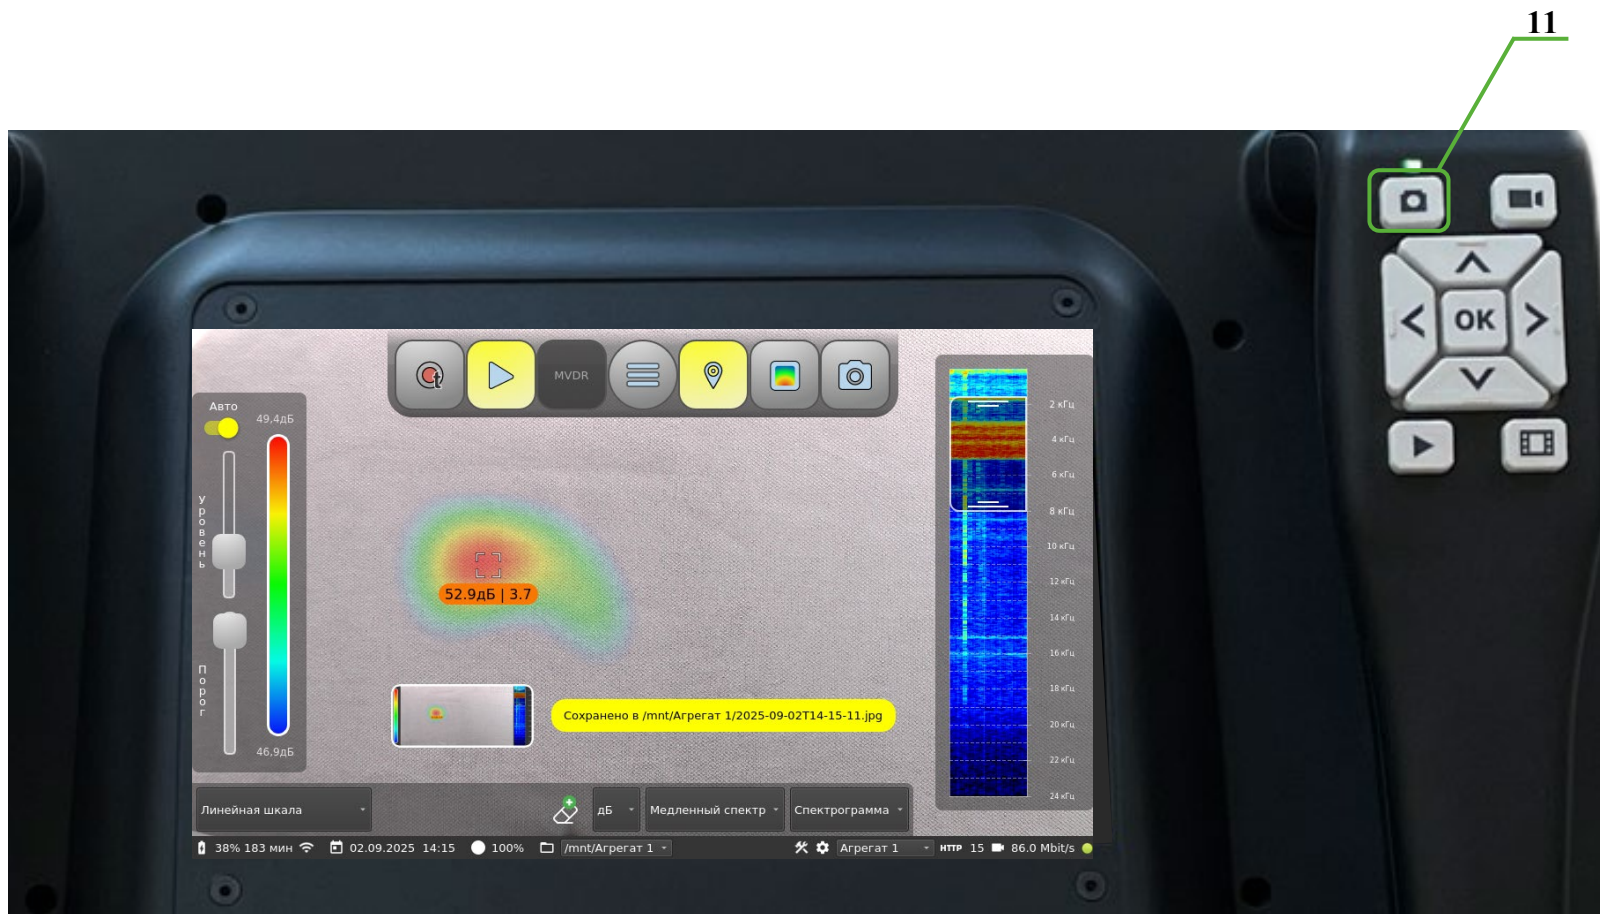 11
OK
MVDR
Авто
49,4дБ
Уровень
Порог
46,9дБ
52.9дБ | 3.7
Сохранено в /mnt/Агрегат 1/2025-09-02T14-15-11.jpg
2 кГц
4 кГц
6 кГц
8 кГц
10 кГц
12 кГц
14 кГц
16 кГц
18 кГц
20 кГц
22 кГц
24 кГц
Линейная шкала
дБ
Медленный спектр
Спектрограмма
38% 183 мин 02.09.2025 14:15 100% /mnt/Агрегат 1 Агрегат 1 HTTP 15 86.0 Mbit/s